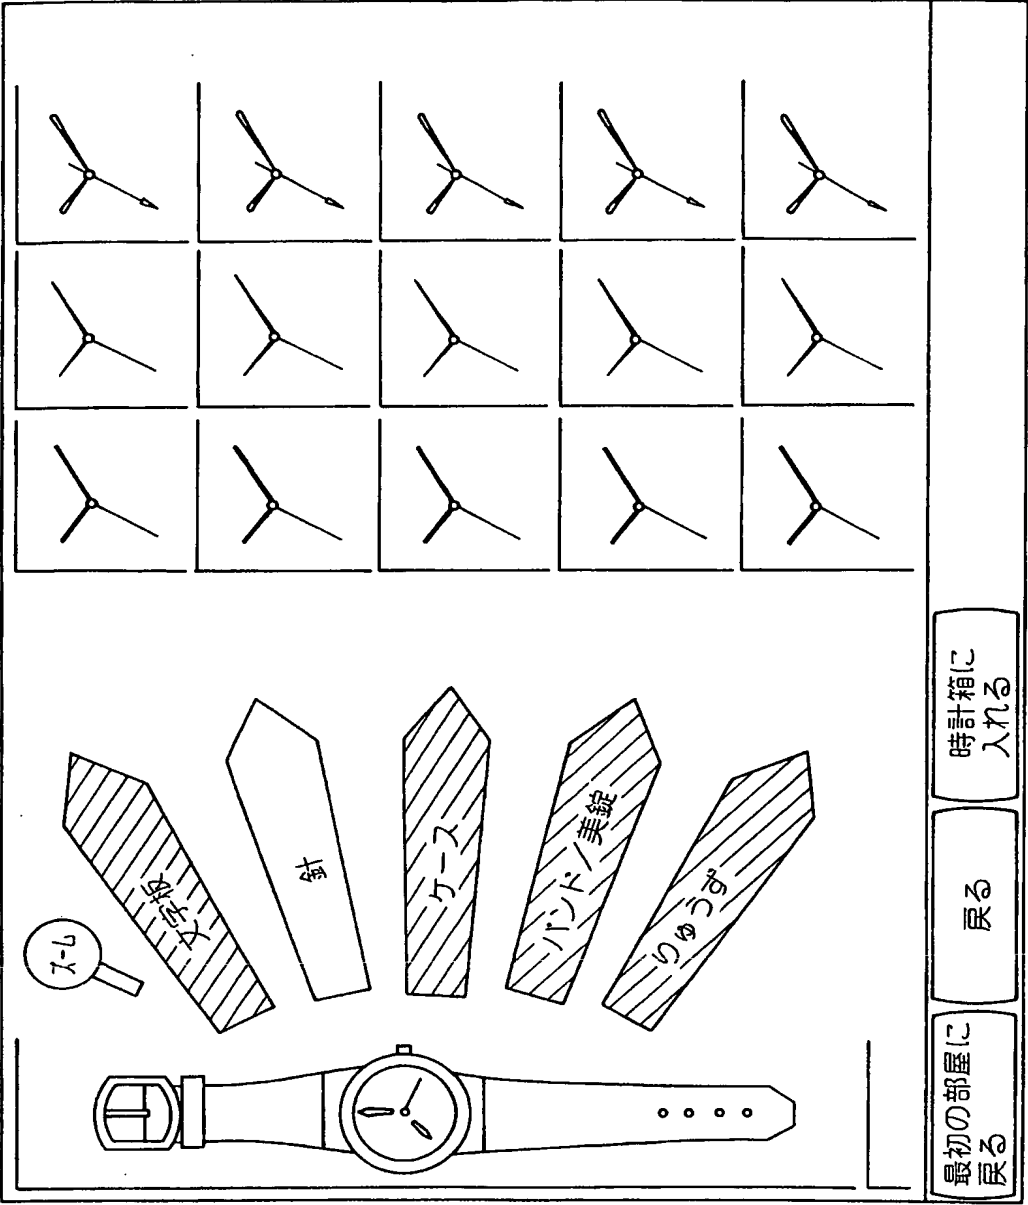 ズーム
文字板
針
ケース
バンド/美錠
りゅうず
最初の部屋に
戻る
戻る
時計箱に
入れる